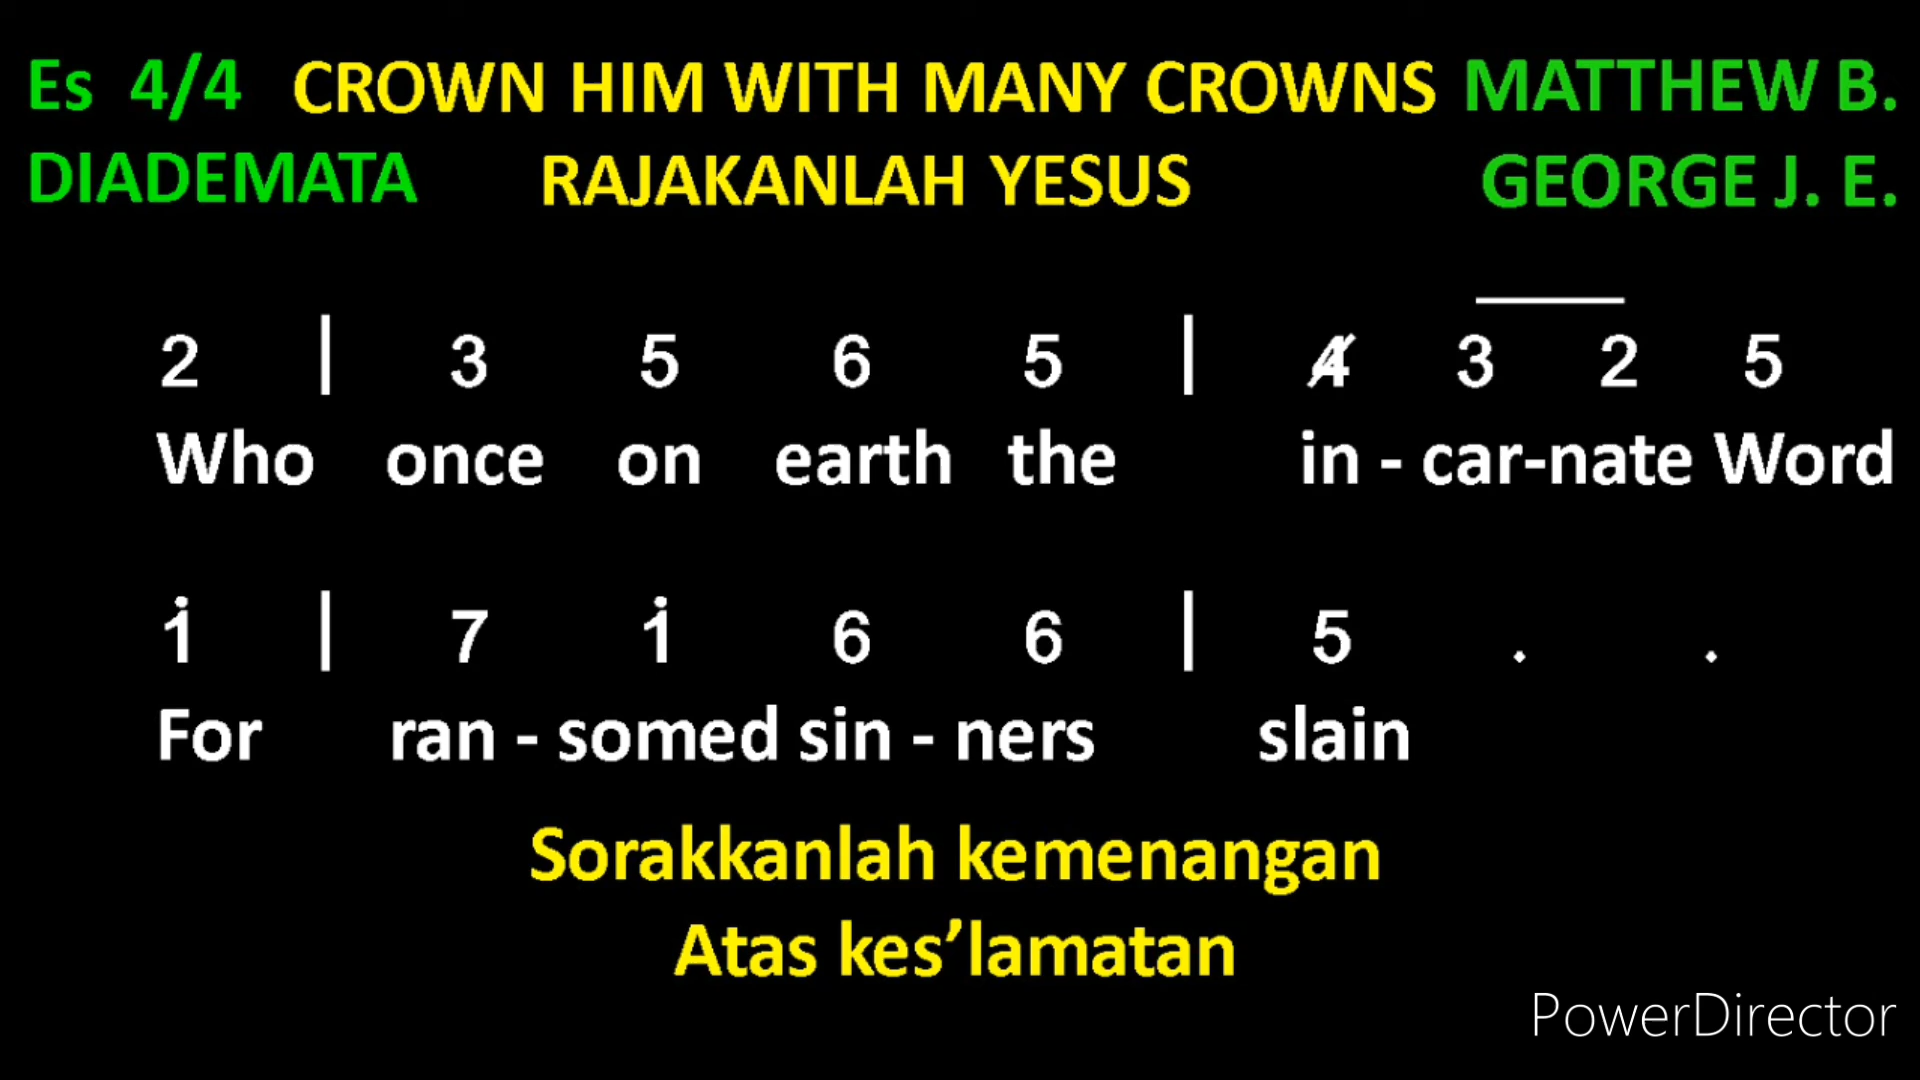 Es 4/4 CROWN HIM WITH MANY CROWNS MATTHEW B.
DIADEMATA RAJAKANLAH YESUS GEORGE J. E.
2 | 3 5 6 5 | 4̸ 3 2 5
Who once on earth the in - car-nate Word
1̇ | 7 1̇ 6 6 | 5 . .
For ran - somed sin - ners slain
Sorakkanlah kemenangan
Atas kes’lamatan
PowerDirector